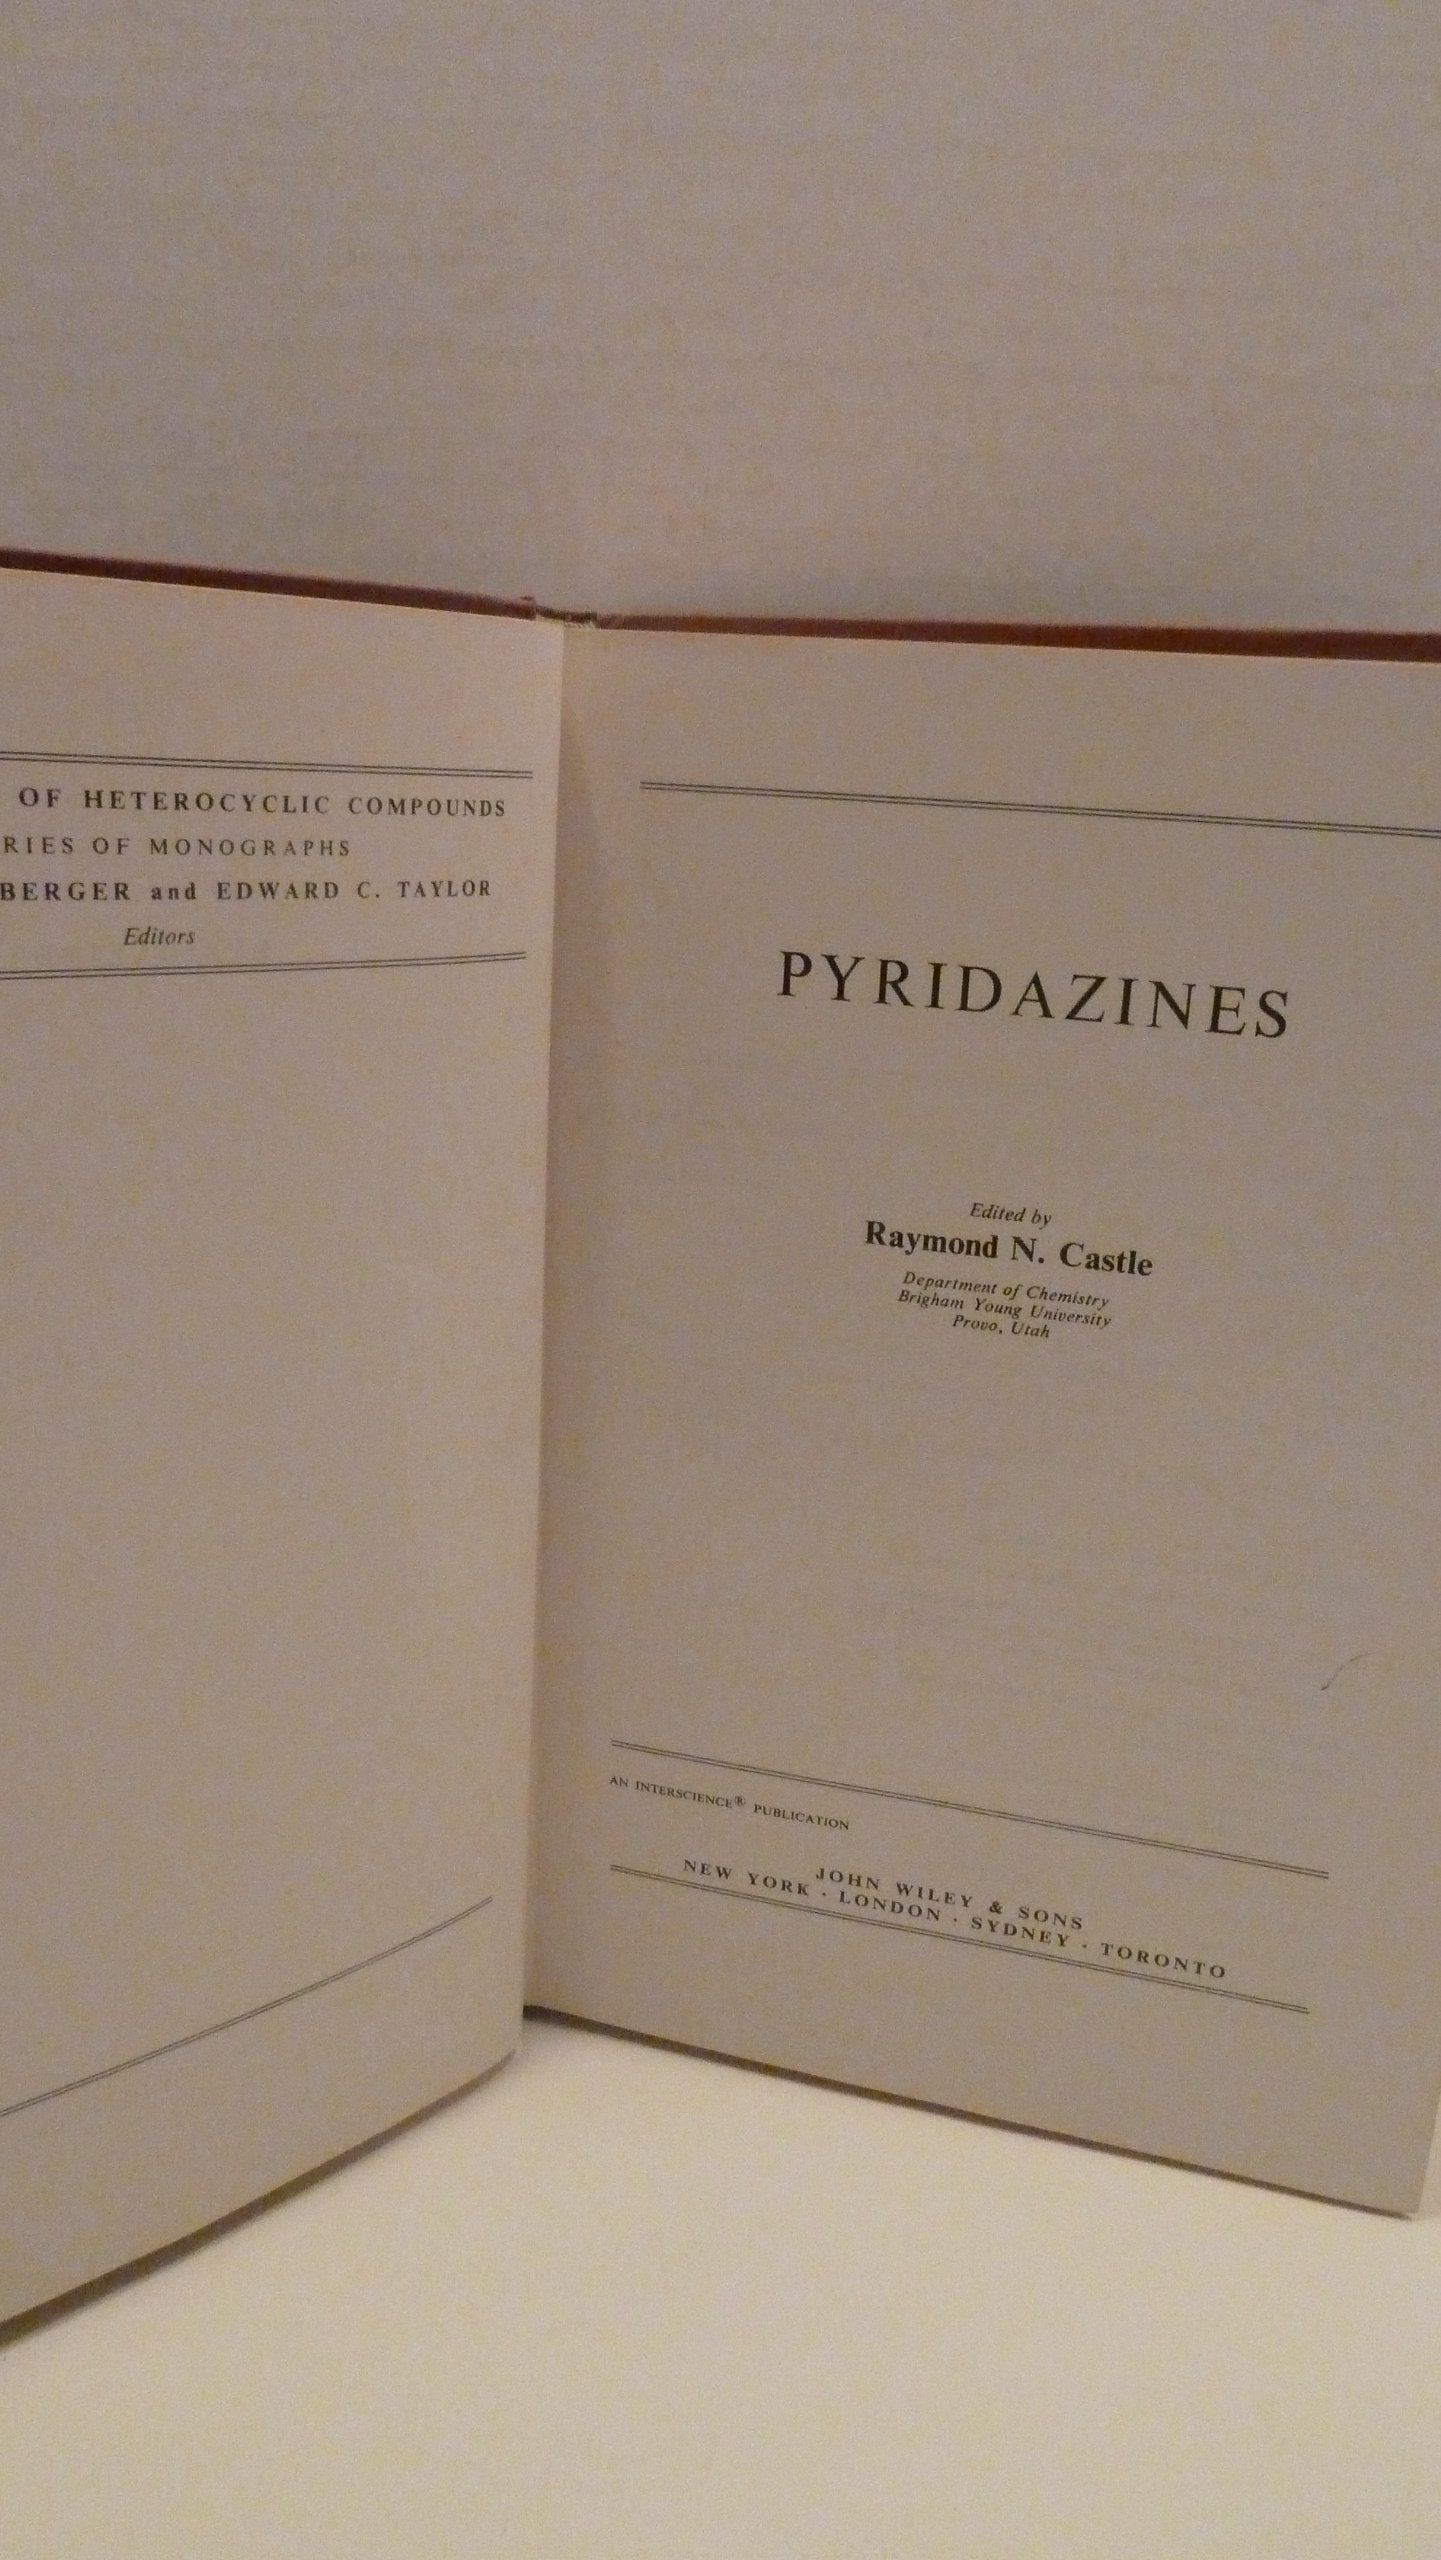 OF HETEROCYCLIC COMPOUNDS
RIES OF MONOGRAPHS
BERGER and EDWARD C. TAYLOR
Editors
PYRIDAZINES
Edited by
Raymond N. Castle
Department of Chemistry
Brigham Young University
Provo, Utah
AN INTERSCIENCE® PUBLICATION
JOHN WILEY & SONS
NEW YORK · LONDON · SYDNEY · TORONTO